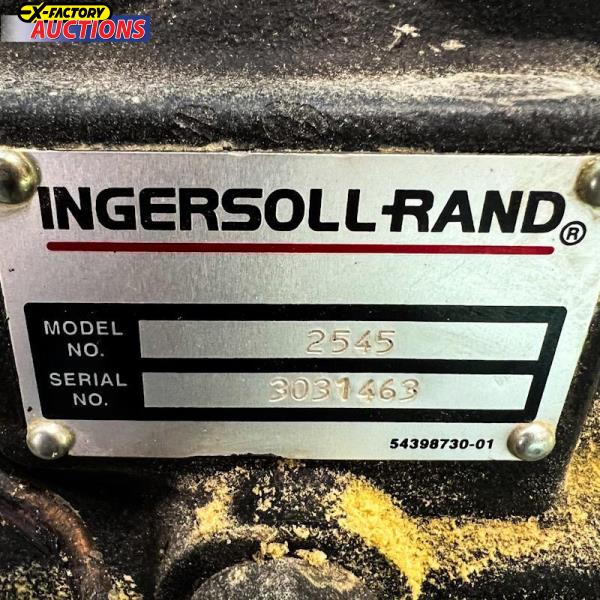 EX-FACTORY
AUCTIONS
INGERSOLL-RAND®
MODEL NO. 2545
SERIAL NO. 3031463
54398730-01